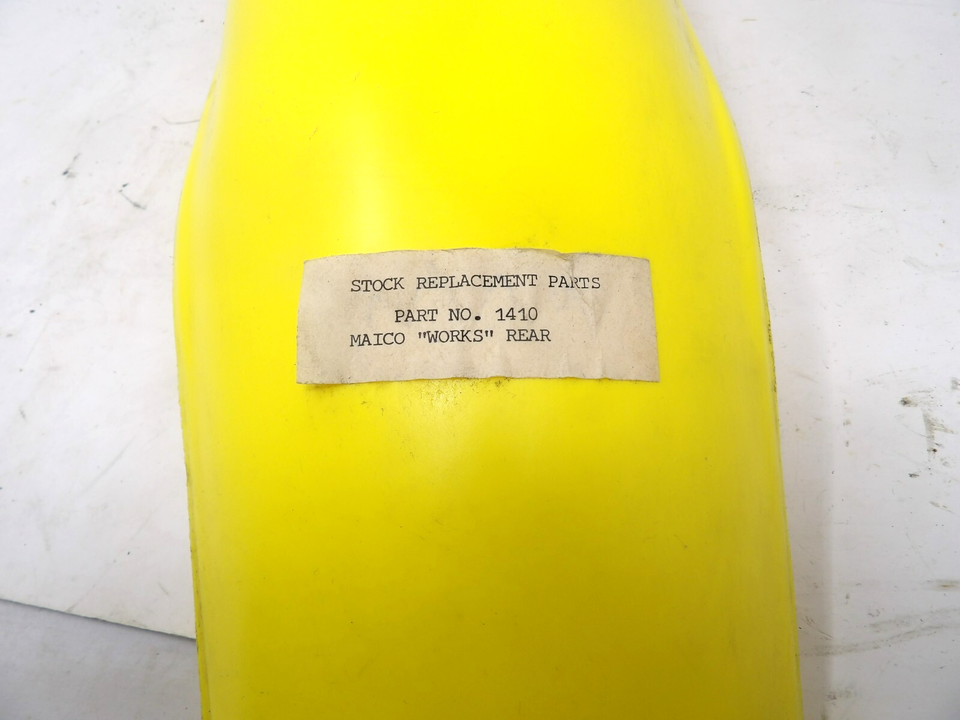 STOCK REPLACEMENT PARTS
PART NO. 1410
MAICO "WORKS" REAR